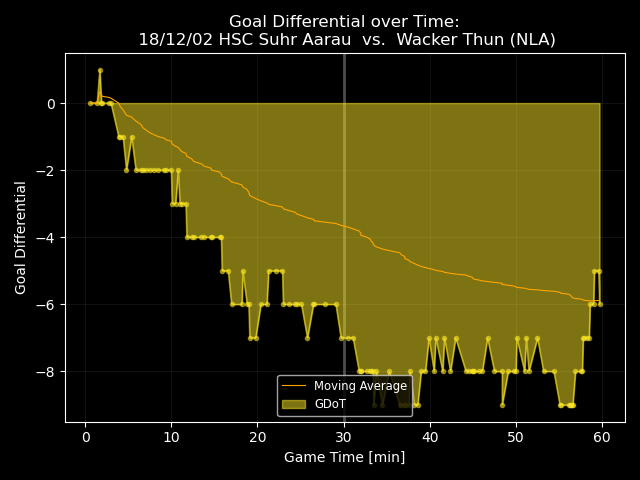 Goal Differential over Time:
18/12/02 HSC Suhr Aarau  vs.  Wacker Thun (NLA)
Goal Differential
0
−2
−4
−6
−8
Moving Average
GDoT
0 10 20 30 40 50 60
Game Time [min]